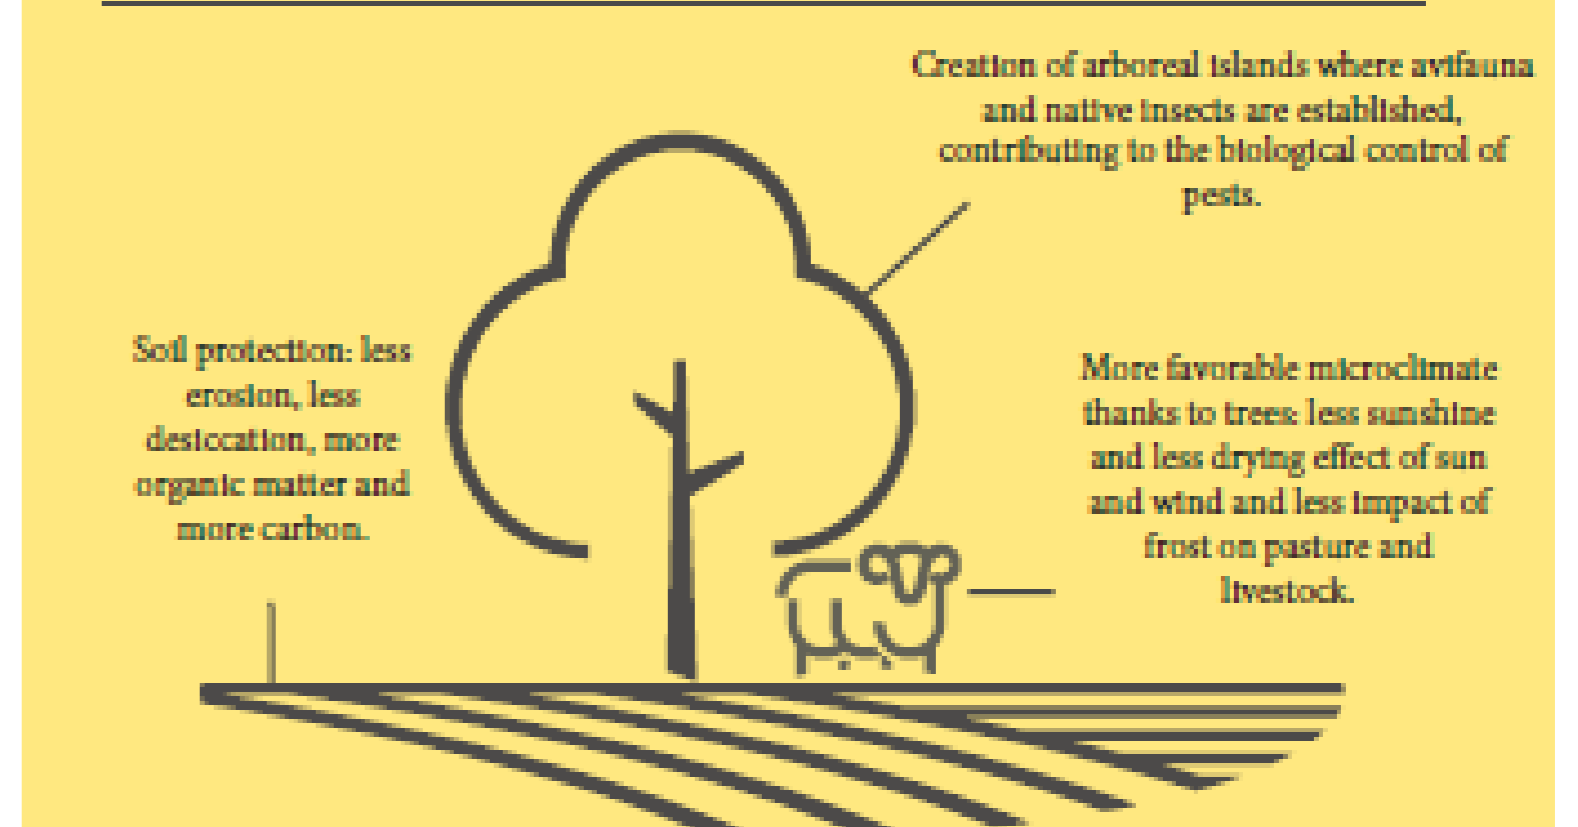 Creation of arboreal islands where avifauna
and native insects are established,
contributing to the biological control of
pests.
Soil protection: less
erosion, less
desiccation, more
organic matter and
more carbon.
More favorable microclimate
thanks to trees: less sunshine
and less drying effect of sun
and wind and less impact of
frost on pasture and
livestock.